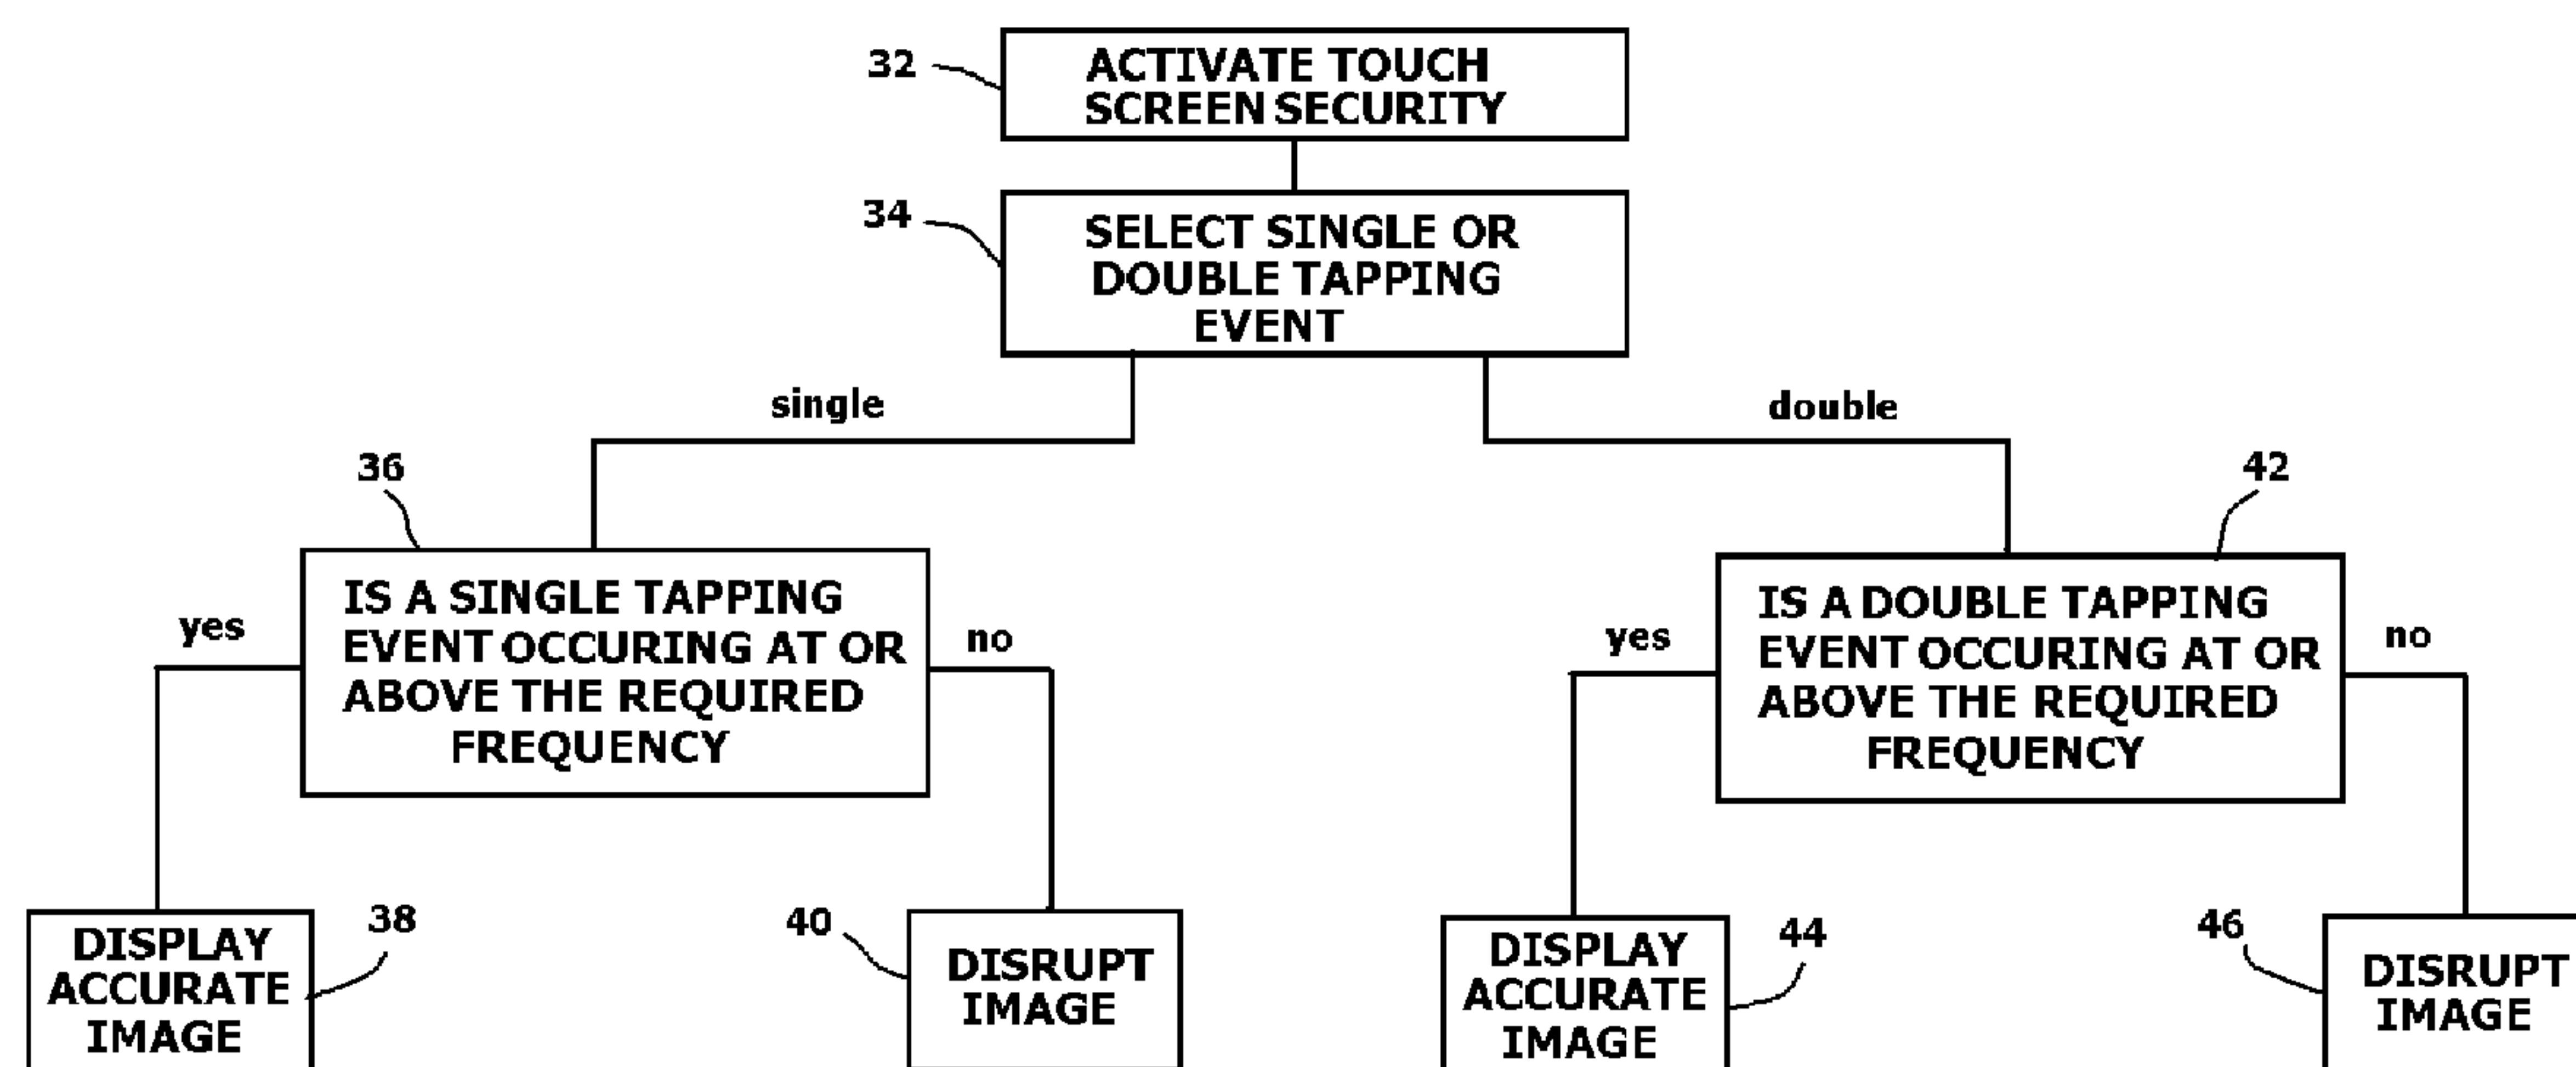 32
ACTIVATE TOUCH
SCREEN SECURITY
34
SELECT SINGLE OR
DOUBLE TAPPING
EVENT
single
double
36
42
IS A SINGLE TAPPING
EVENT OCCURING AT OR
ABOVE THE REQUIRED
FREQUENCY
yes
no
IS A DOUBLE TAPPING
EVENT OCCURING AT OR
ABOVE THE REQUIRED
FREQUENCY
yes
no
DISPLAY
ACCURATE
IMAGE
38
40
DISRUPT
IMAGE
DISPLAY
ACCURATE
IMAGE
44
46
DISRUPT
IMAGE